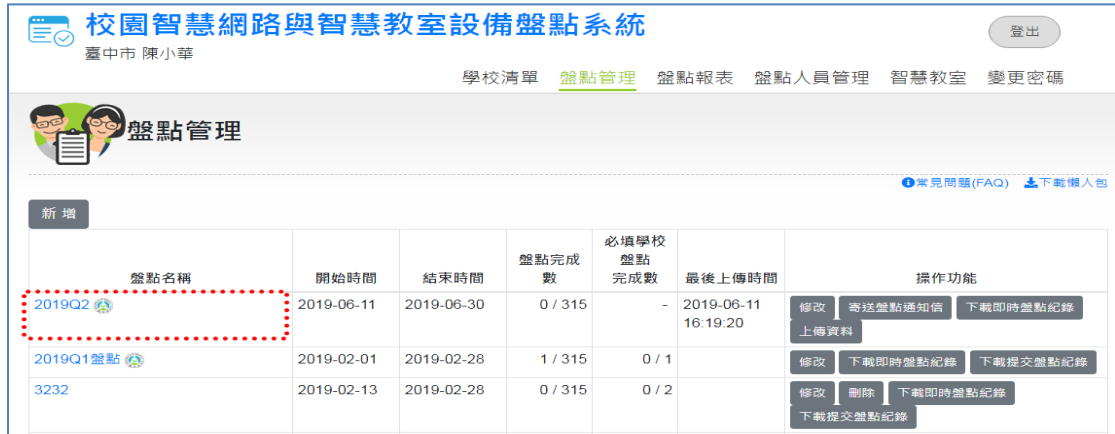 校園智慧網路與智慧教室設備盤點系統
登出
臺中市 陳小華
學校清單 盤點管理 盤點報表 盤點人員管理 智慧教室 變更密碼
盤點管理
常見問題(FAQ) 下載懶人包
新增
盤點名稱 開始時間 結束時間 盤點完成數 必填學校盤點完成數 最後上傳時間 操作功能
2019Q2 2019-06-11 2019-06-30 0 / 315 - 2019-06-11 16:19:20 修改 寄送盤點通知信 下載即時盤點紀錄
上傳資料
2019Q1盤點 2019-02-01 2019-02-28 1 / 315 0 / 1 修改 下載即時盤點紀錄 下載提交盤點紀錄
3232 2019-02-13 2019-02-28 0 / 315 0 / 2 修改 刪除 下載即時盤點紀錄
下載提交盤點紀錄